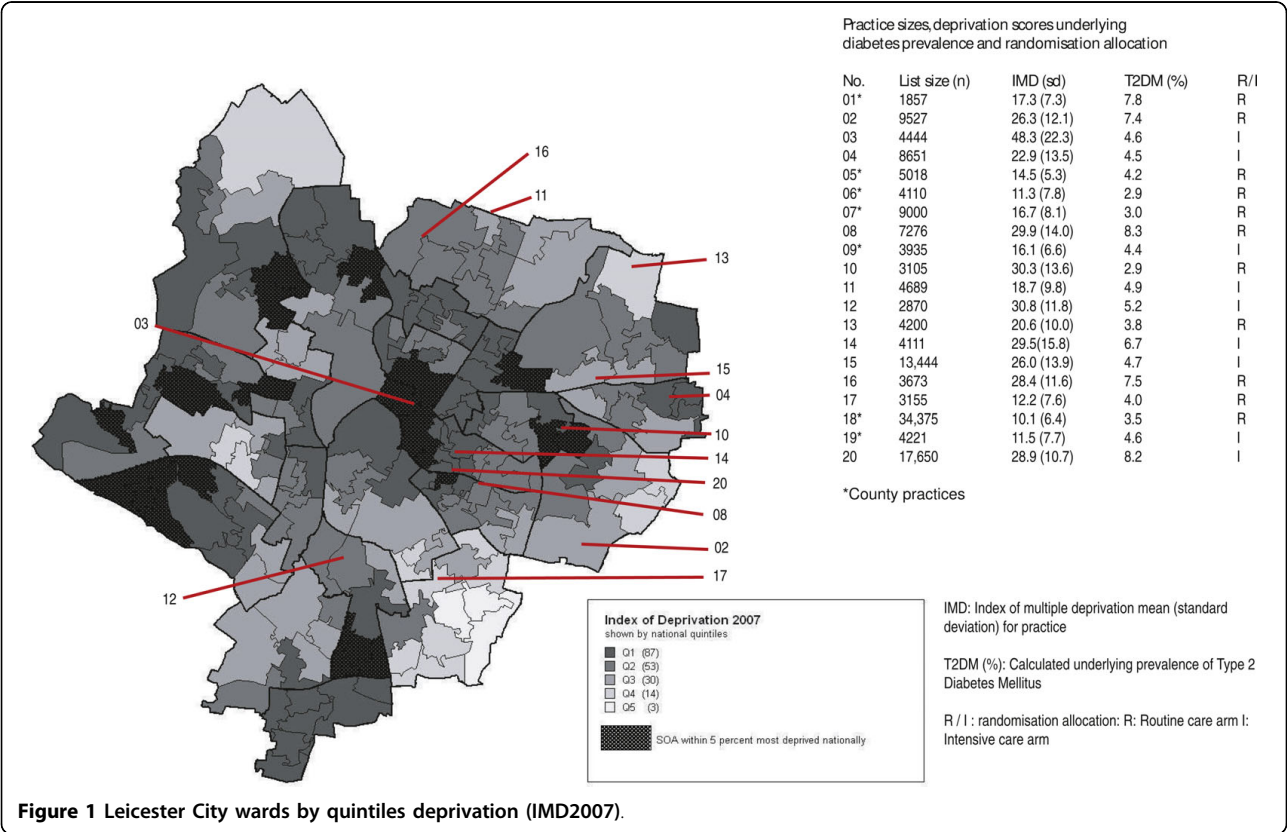 Practice sizes, deprivation scores underlying
diabetes prevalence and randomisation allocation
No. List size (n) IMD (sd) T2DM (%) R/I
01* 1857 17.3 (7.3) 7.8 R
02 9527 26.3 (12.1) 7.4 R
03 4444 48.3 (22.3) 4.6 I
04 8651 22.9 (13.5) 4.5 I
05* 5018 14.5 (5.3) 4.2 R
06* 4110 11.3 (7.8) 2.9 R
07* 9000 16.7 (8.1) 3.0 R
08 7276 29.9 (14.0) 8.3 R
09* 3935 16.1 (6.6) 4.4 I
10 3105 30.3 (13.6) 2.9 R
11 4689 18.7 (9.8) 4.9 I
12 2870 30.8 (11.8) 5.2 I
13 4200 20.6 (10.0) 3.8 R
14 4111 29.5(15.8) 6.7 I
15 13,444 26.0 (13.9) 4.7 I
16 3673 28.4 (11.6) 7.5 R
17 3155 12.2 (7.6) 4.0 R
18* 34,375 10.1 (6.4) 3.5 R
19* 4221 11.5 (7.7) 4.6 I
20 17,650 28.9 (10.7) 8.2 I
*County practices
16
11
13
03
15
04
10
14
20
08
02
17
12
Index of Deprivation 2007
shown by national quintiles
Q1 (87)
Q2 (53)
Q3 (30)
Q4 (14)
Q5 (3)
SOA within 5 percent most deprived nationally
IMD: Index of multiple deprivation mean (standard
deviation) for practice
T2DM (%): Calculated underlying prevalence of Type 2
Diabetes Mellitus
R / I : randomisation allocation: R: Routine care arm I:
Intensive care arm
Figure 1 Leicester City wards by quintiles deprivation (IMD2007).